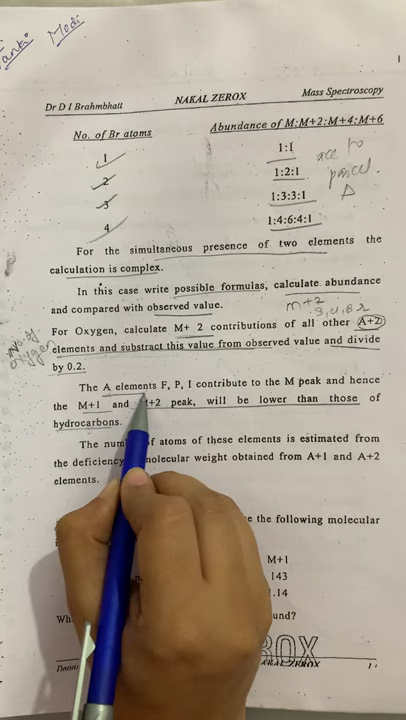 Modi
Dr D I Brahmbhatt NAKAL ZEROX Mass Spectroscopy
No. of Br atoms Abundance of M:M+2:M+4:M+6
1 1:1
2 1:2:1
3 1:3:3:1
4 1:4:6:4:1
For the simultaneous presence of two elements the
calculation is complex.
In this case write possible formulas, calculate abundance
and compared with observed value.
m+2
For Oxygen, calculate M+ 2 contributions of all other A+2
elements and substract this value from observed value and divide
by 0.2.
no. of
oxygen
The A elements F, P, I contribute to the M peak and hence
the M+1 and +2 peak, will be lower than those of
hydrocarbons.
The of atoms of these elements is estimated from
the deficiency molecular weight obtained from A+1 and A+2
elements.
the following molecular
M+1
143
1.14
ZEROX